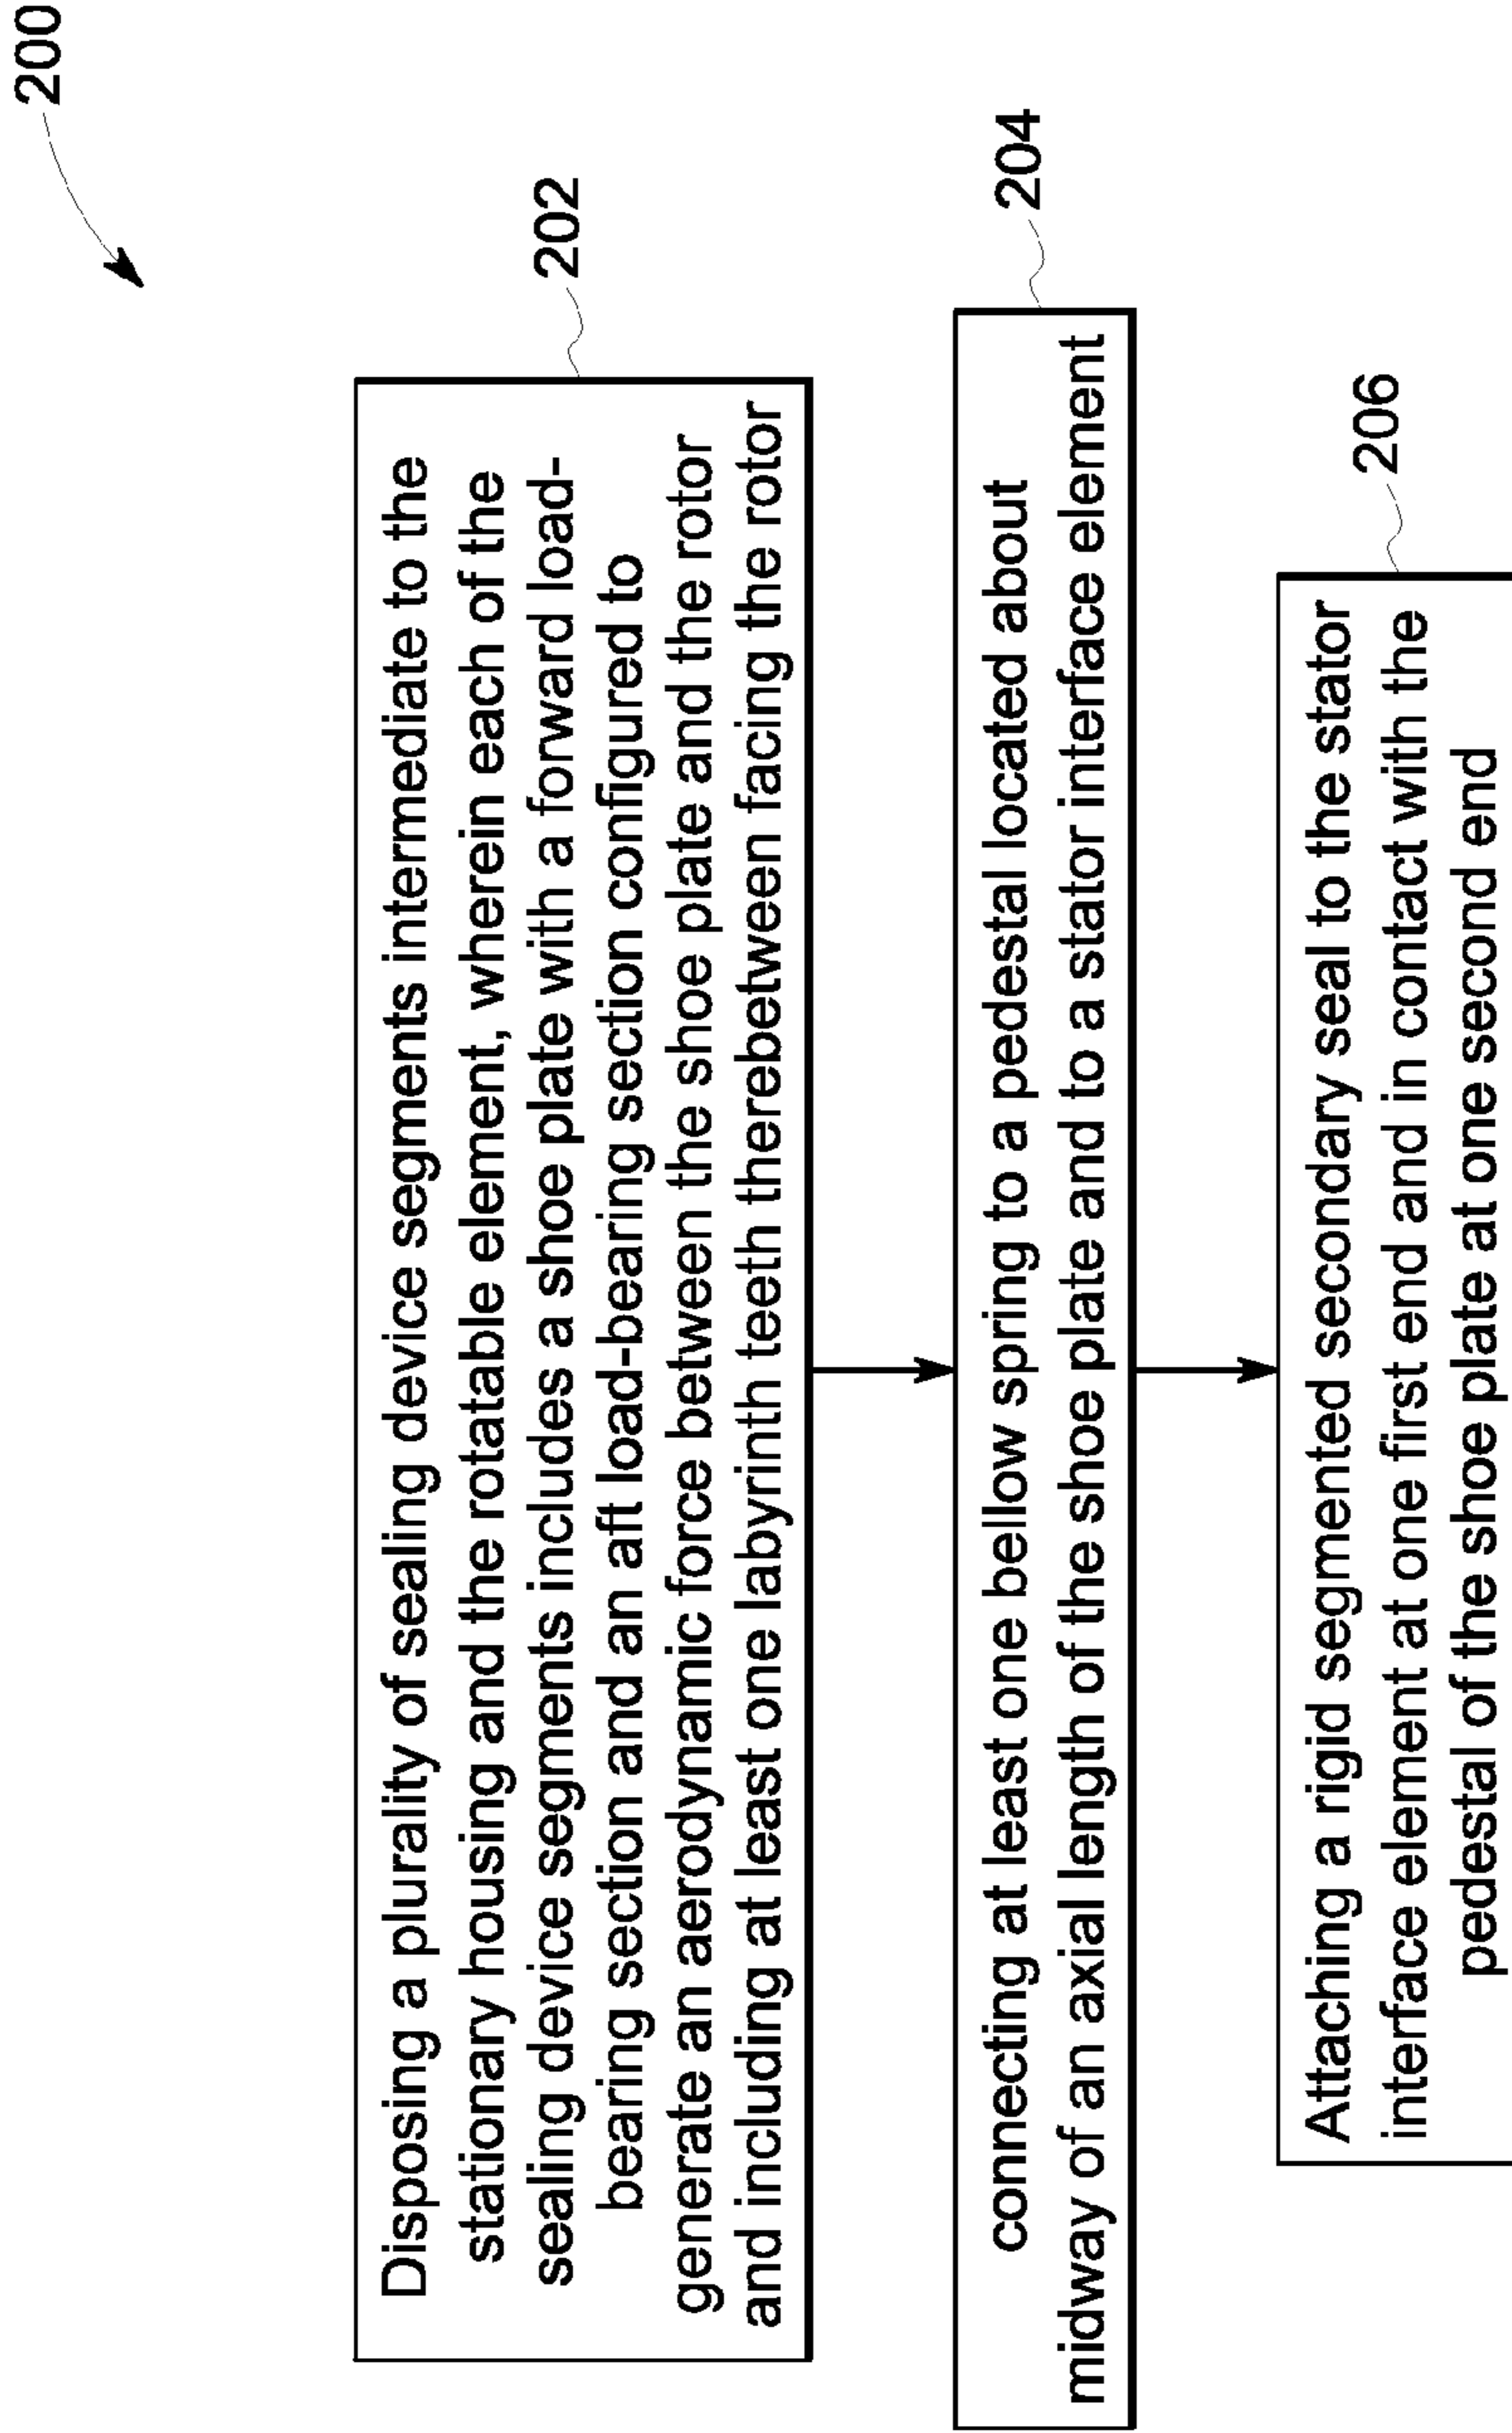 200
Disposing a plurality of sealing device segments intermediate to the
stationary housing and the rotatable element, wherein each of the
sealing device segments includes a shoe plate with a forward load-
bearing section and an aft load-bearing section configured to
generate an aerodynamic force between the shoe plate and the rotor
and including at least one labyrinth teeth therebetween facing the rotor
202
connecting at least one bellow spring to a pedestal located about
midway of an axial length of the shoe plate and to a stator interface element
204
Attaching a rigid segmented secondary seal to the stator
interface element at one first end and in contact with the
pedestal of the shoe plate at one second end
206